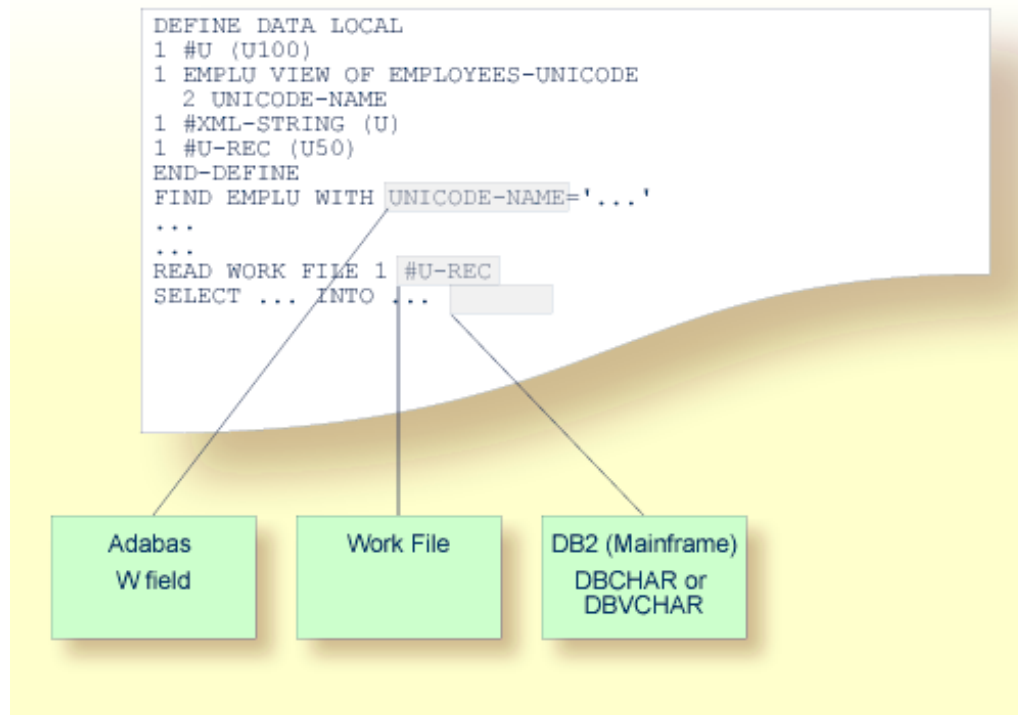 DEFINE DATA LOCAL
1 #U (U100)
1 EMPLU VIEW OF EMPLOYEES-UNICODE
  2 UNICODE-NAME
1 #XML-STRING (U)
1 #U-REC (U50)
END-DEFINE
FIND EMPLU WITH UNICODE-NAME='...'
...
...
READ WORK FILE 1 #U-REC
SELECT ... INTO ...
Adabas
W field
Work File
DB2 (Mainframe)
DBCHAR or
DBVCHAR